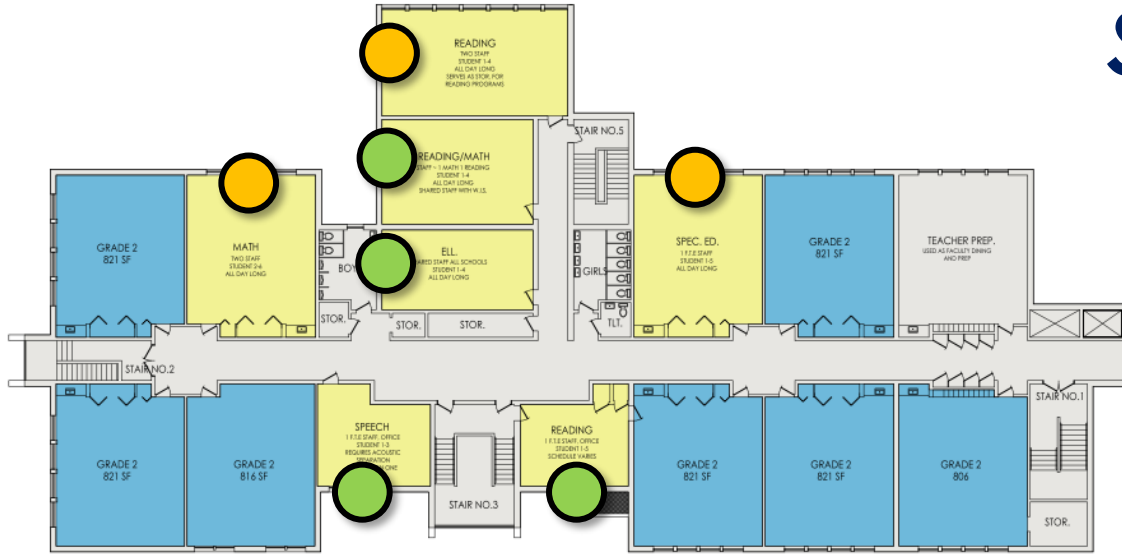 S
READING
TWO STAFF
STUDENT 1-4
ALL DAY LONG
SERVES AS STOR. FOR
READING PROGRAMS
STAIR NO.5
READING/MATH
STAFF - 1 MATH 1 READING
STUDENT 1-4
ALL DAY LONG
SHARED STAFF WITH W.I.S.
GRADE 2
821 SF
MATH
TWO STAFF
STUDENT 2-6
ALL DAY LONG
BOY
ELL.
STAFF ALL SCHOOLS
STUDENT 1-4
ALL DAY LONG
GIRLS
SPEC. ED.
1 F.T.E STAFF
STUDENT 1-5
ALL DAY LONG
GRADE 2
821 SF
TEACHER PREP.
USED AS FACULTY DINING
AND PREP
STOR.
STOR.
STOR.
TLT.
STAIR NO.2
STAIR NO.1
GRADE 2
821 SF
GRADE 2
816 SF
SPEECH
1 F.T.E STAFF, OFFICE
STUDENT 1-3
REQUIRES ACOUSTIC
SEPARATION
ONE
STAIR NO.3
READING
1 F.T.E STAFF, OFFICE
STUDENT 1-5
SCHEDULE VARIES
GRADE 2
821 SF
GRADE 2
821 SF
GRADE 2
806
STOR.